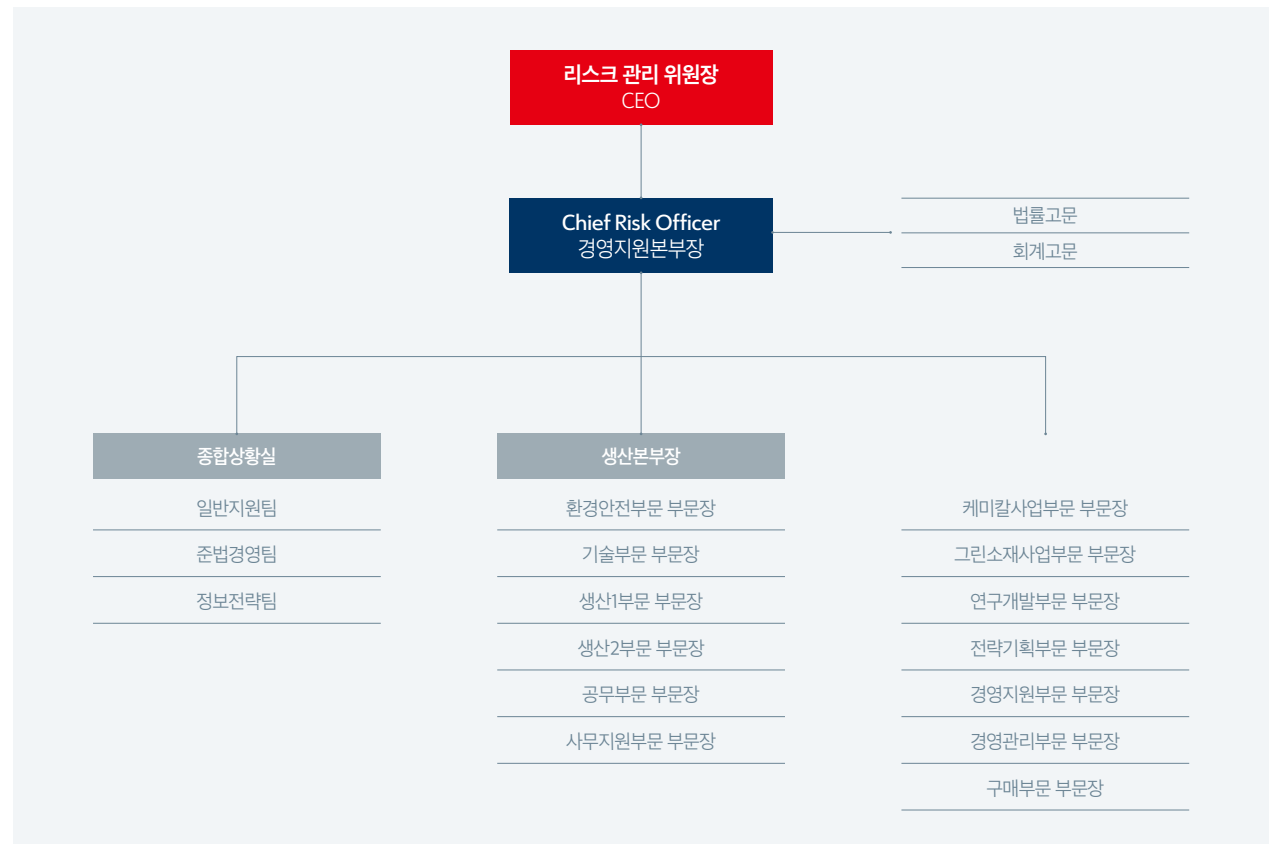 리스크 관리 위원장
CEO
Chief Risk Officer
경영지원본부장
법률고문
회계고문
종합상황실
일반지원팀
준법경영팀
정보전략팀
생산본부장
환경안전부문 부문장
기술부문 부문장
생산1부문 부문장
생산2부문 부문장
공무부문 부문장
사무지원부문 부문장
케미칼사업부문 부문장
그린소재사업부문 부문장
연구개발부문 부문장
전략기획부문 부문장
경영지원부문 부문장
경영관리부문 부문장
구매부문 부문장